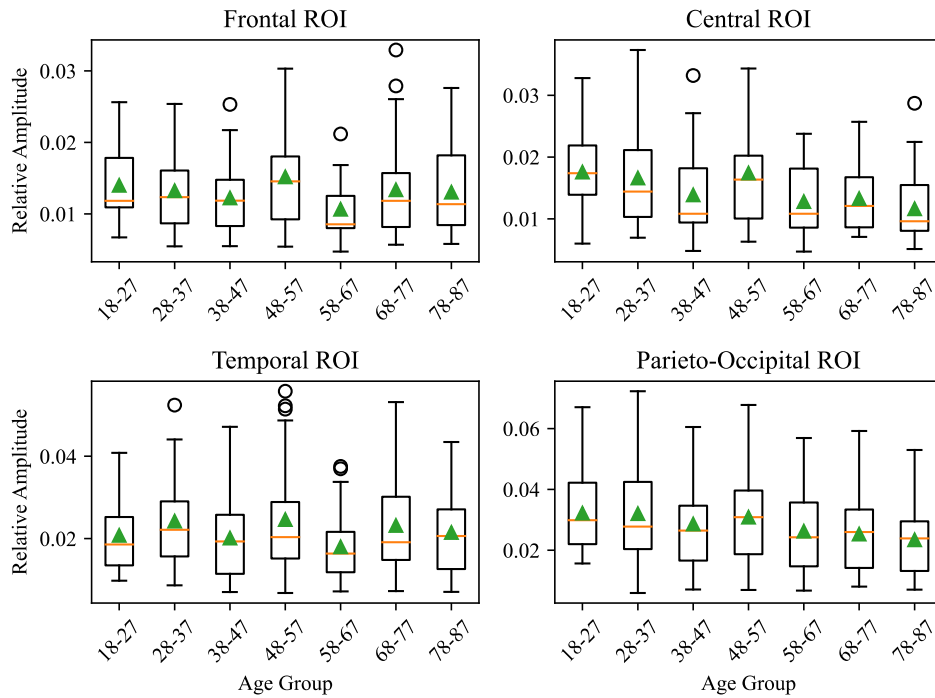 Frontal ROI
Relative Amplitude
0.03
0.02
0.01
18-27 28-37 38-47 48-57 58-67 68-77 78-87
Central ROI
0.03
0.02
0.01
18-27 28-37 38-47 48-57 58-67 68-77 78-87
Temporal ROI
Relative Amplitude
0.04
0.02
18-27 28-37 38-47 48-57 58-67 68-77 78-87
Age Group
Parieto-Occipital ROI
0.06
0.04
0.02
18-27 28-37 38-47 48-57 58-67 68-77 78-87
Age Group